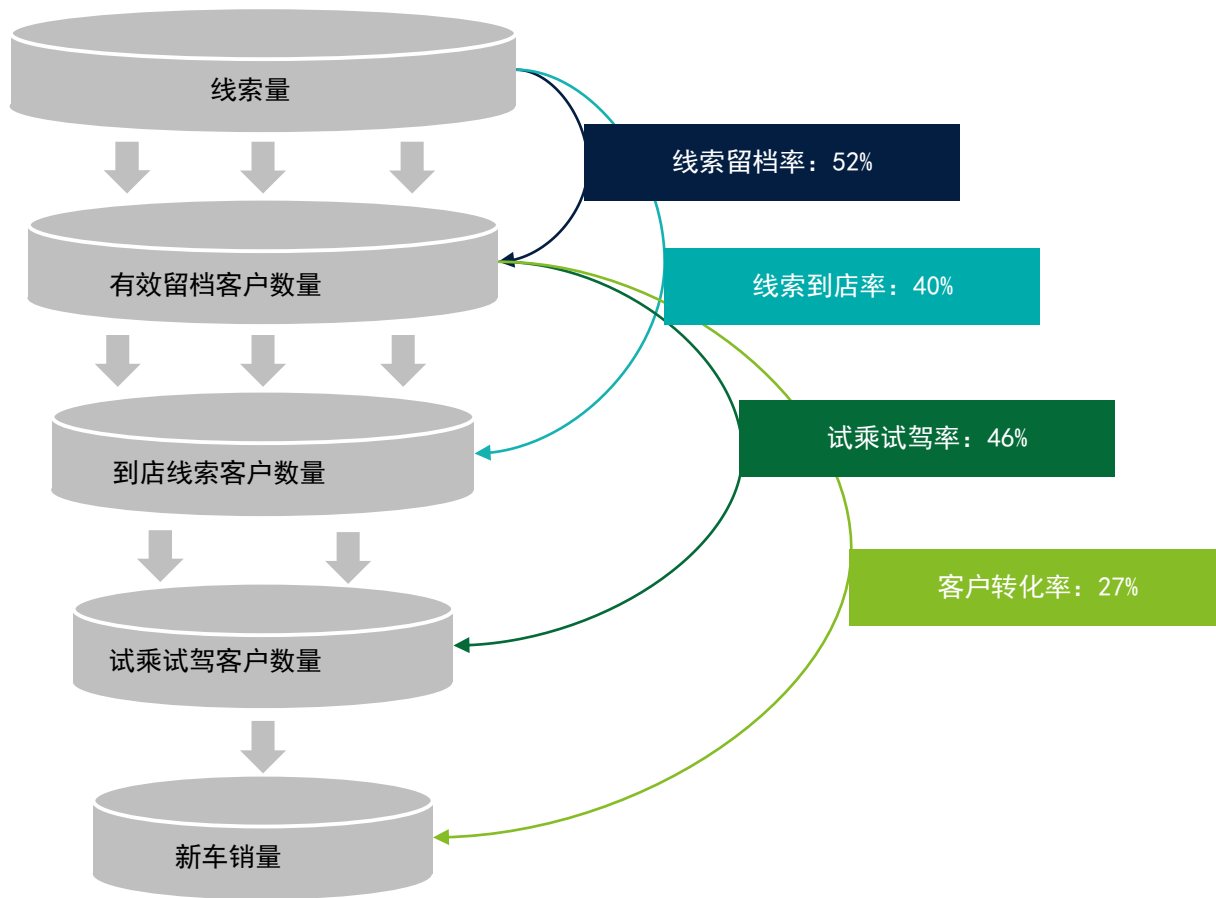 线索量
线索留档率：52%
有效留档客户数量
线索到店率：40%
试乘试驾率：46%
到店线索客户数量
客户转化率：27%
试乘试驾客户数量
新车销量